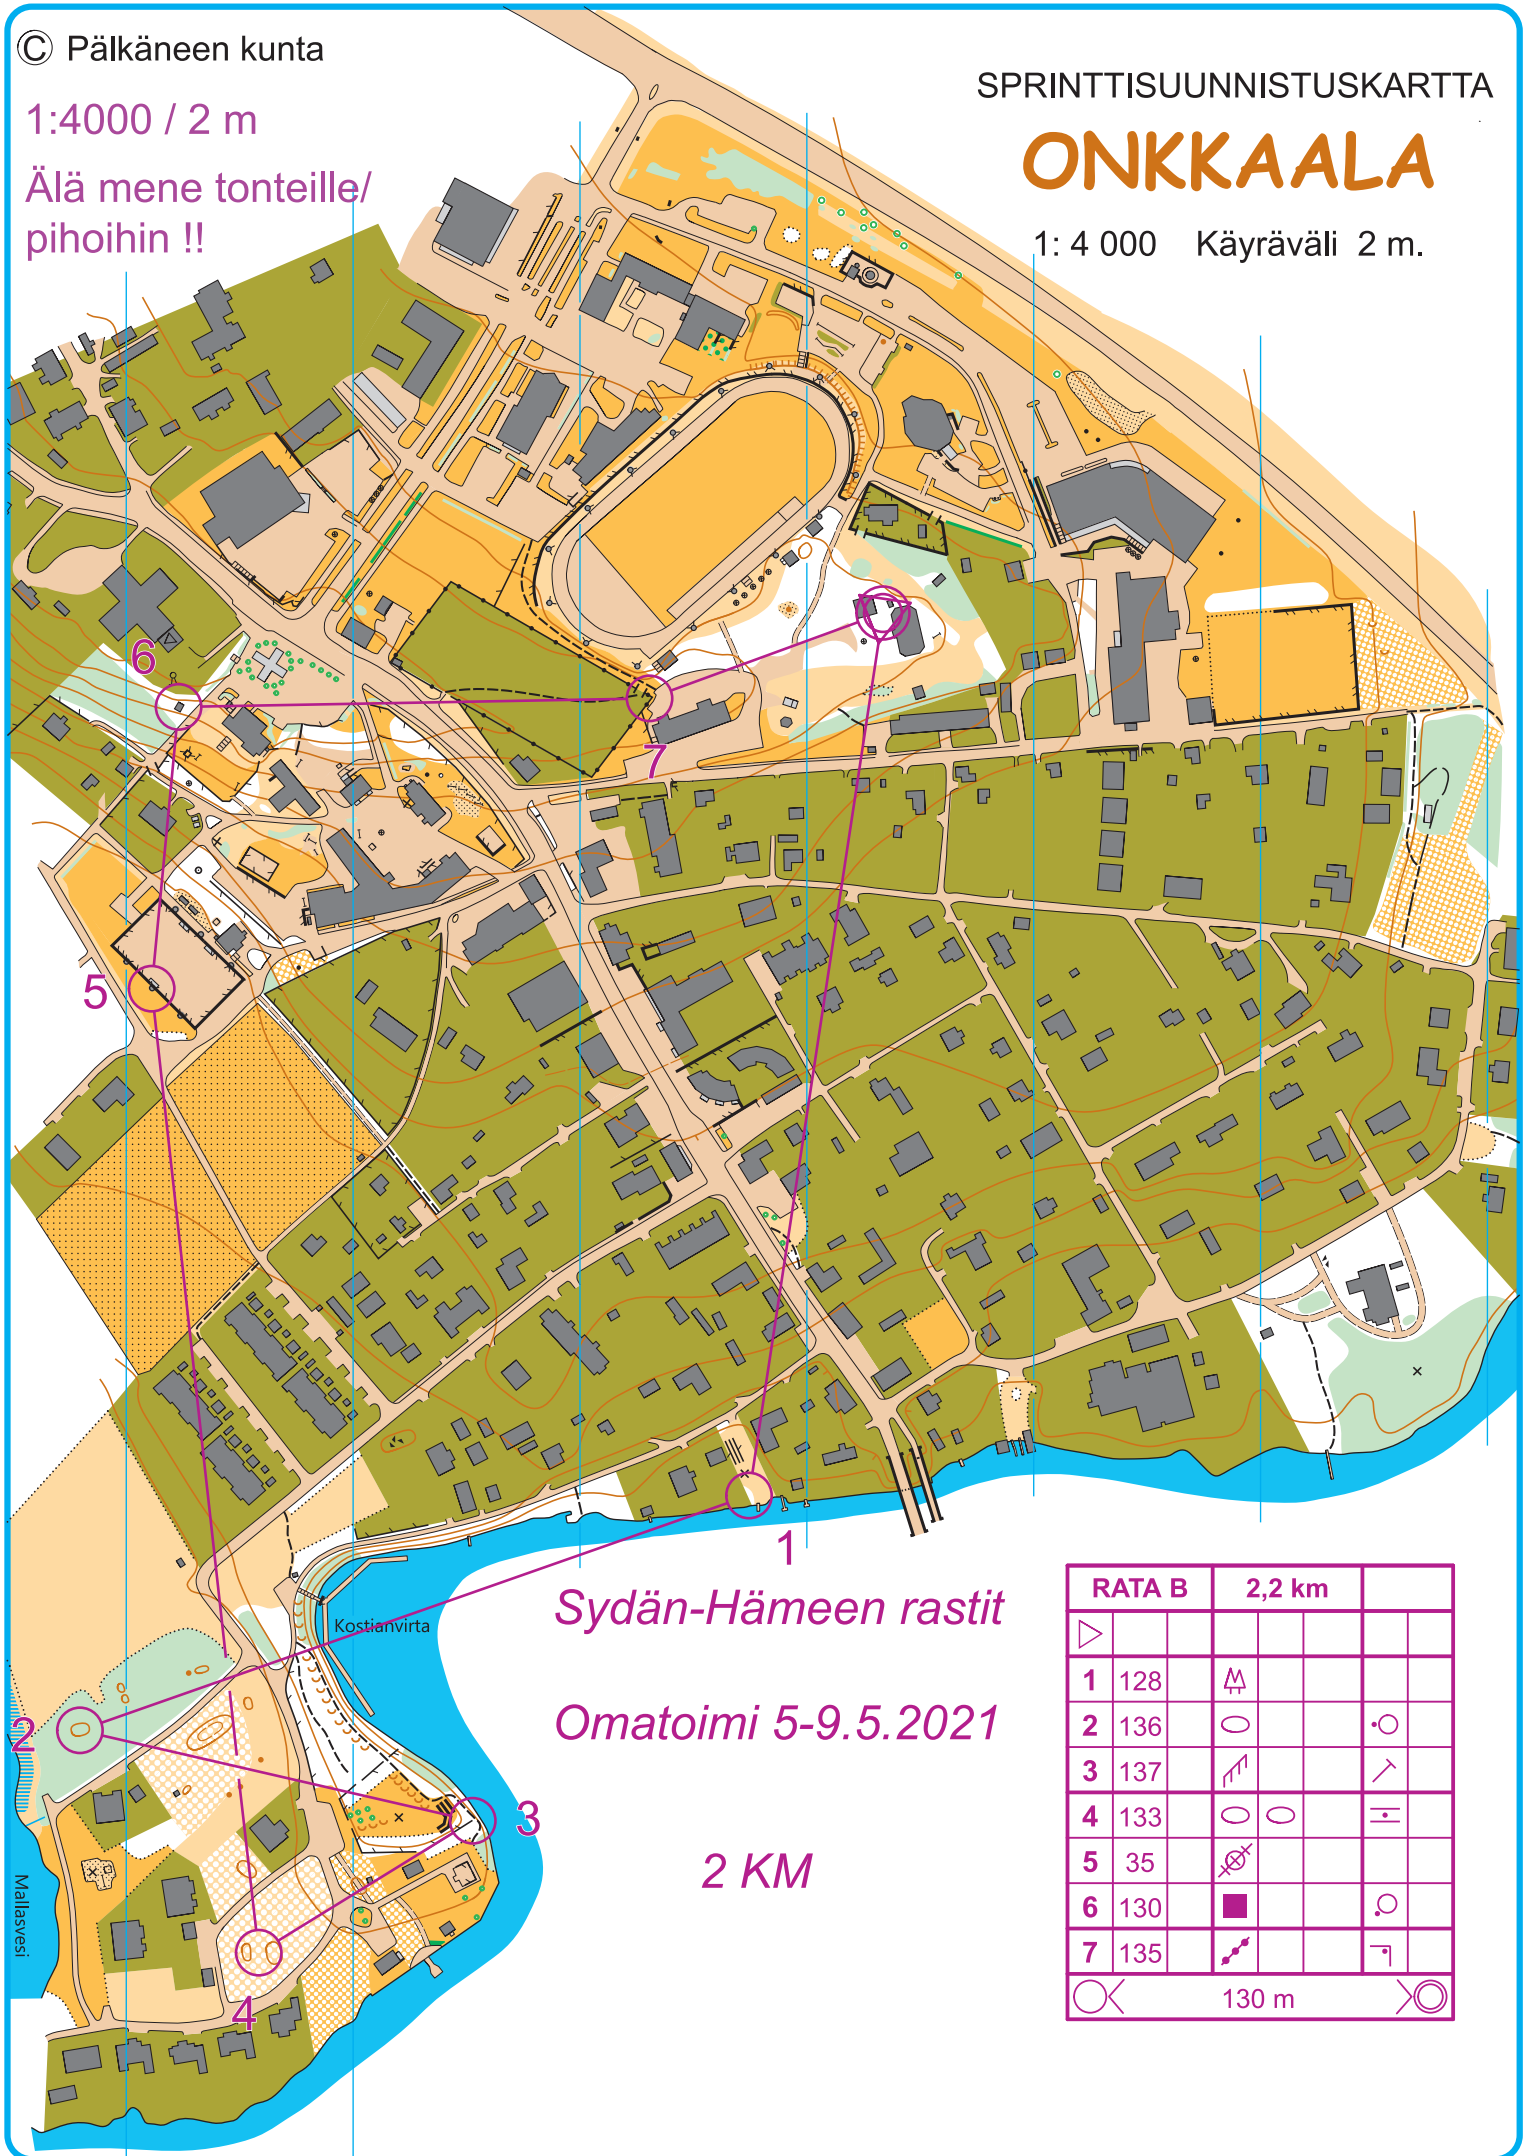 © Pälkäneen kunta
1:4000 / 2 m
Älä mene tonteille/
pihoihin !!
SPRINTTISUUNNISTUSKARTTA
ONKKAALA
1: 4 000 Käyräväli 2 m.
6
7
5
1
Kostianvirta
2
3
4
Mallasvesi
Sydän-Hämeen rastit
Omatoimi 5-9.5.2021
2 KM
RATA B 2,2 km
1 128
2 136
3 137
4 133
5 35
6 130
7 135
130 m